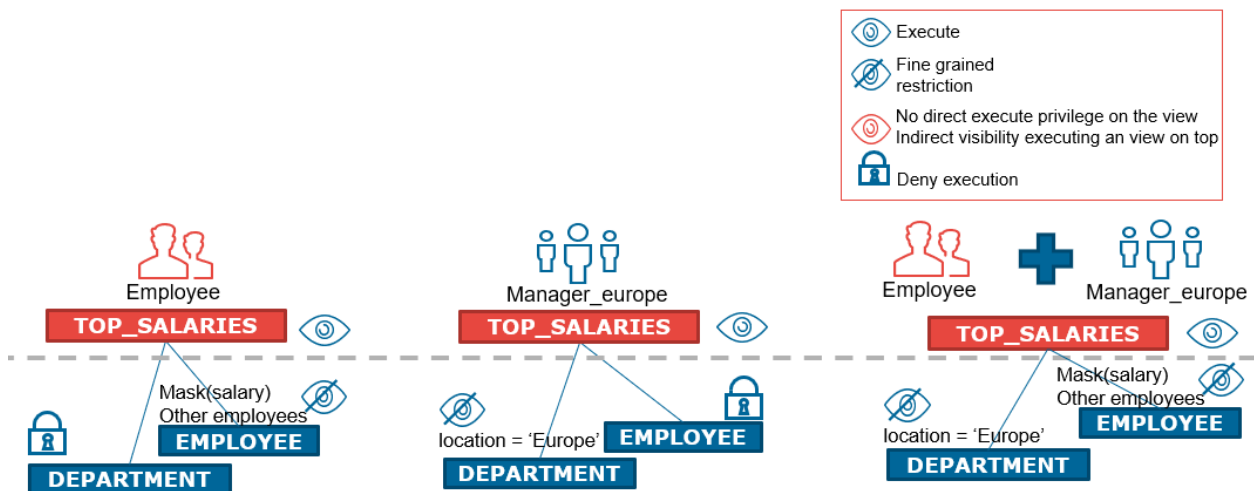 Execute
Fine grained
restriction
No direct execute privilege on the view
Indirect visibility executing an view on top
Deny execution
Employee
TOP_SALARIES
Mask(salary)
Other employees
EMPLOYEE
DEPARTMENT
Manager_europe
TOP_SALARIES
location = ‘Europe’
EMPLOYEE
DEPARTMENT
Employee
Manager_europe
TOP_SALARIES
Mask(salary)
Other employees
EMPLOYEE
location = ‘Europe’
DEPARTMENT